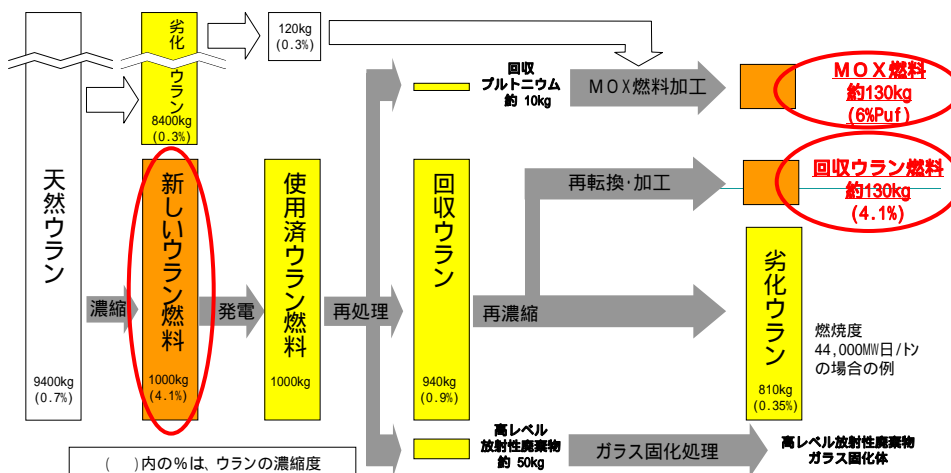 劣化ウラン
8400kg
(0.3%)
120kg
(0.3%)
回収
プルトニウム
約 10kg
MOX燃料加工
MOX燃料
約130kg
(6%Puf)
天然ウラン
9400kg
(0.7%)
濃縮
新しいウラン燃料
1000kg
(4.1%)
発電
使用済ウラン燃料
1000kg
再処理
回収ウラン
940kg
(0.9%)
再転換・加工
回収ウラン燃料
約130kg
(4.1%)
再濃縮
劣化ウラン
810kg
(0.35%)
燃焼度
44,000MW日/トン
の場合の例
高レベル
放射性廃棄物
約 50kg
ガラス固化処理
高レベル放射性廃棄物
ガラス固化体
(　)内の%は、ウランの濃縮度